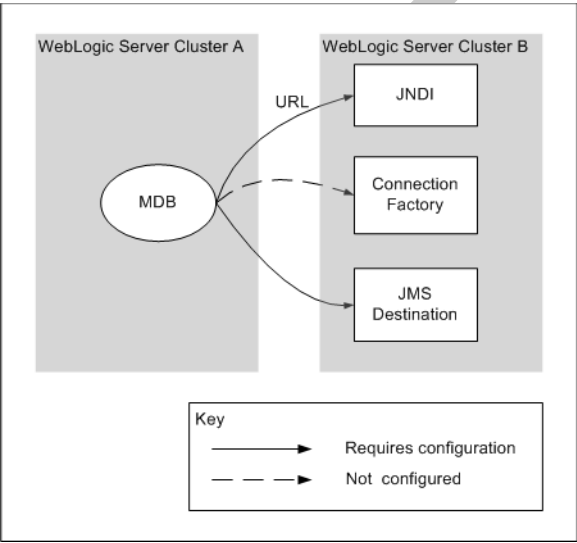 WebLogic Server Cluster A
WebLogic Server Cluster B
URL
JNDI
MDB
Connection
Factory
JMS
Destination
Key
Requires configuration
Not configured